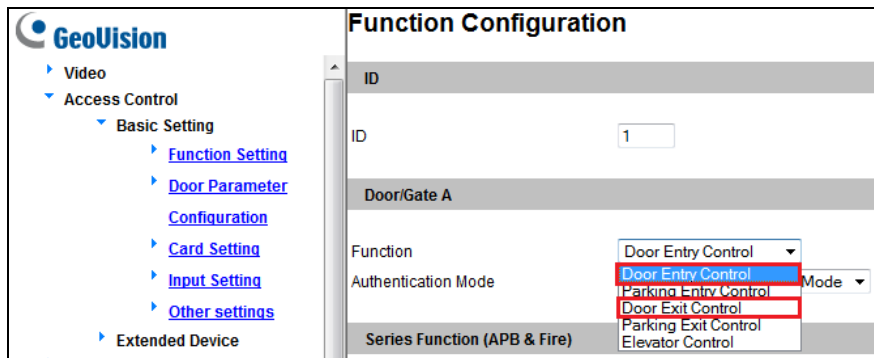 GeoVision
Video
Access Control
Basic Setting
Function Setting
Door Parameter
Configuration
Card Setting
Input Setting
Other settings
Extended Device
Function Configuration
ID
ID 1
Door/Gate A
Function Door Entry Control
Authentication Mode Mode
Door Entry Control
Parking Entry Control
Door Exit Control
Parking Exit Control
Elevator Control
Series Function (APB & Fire)